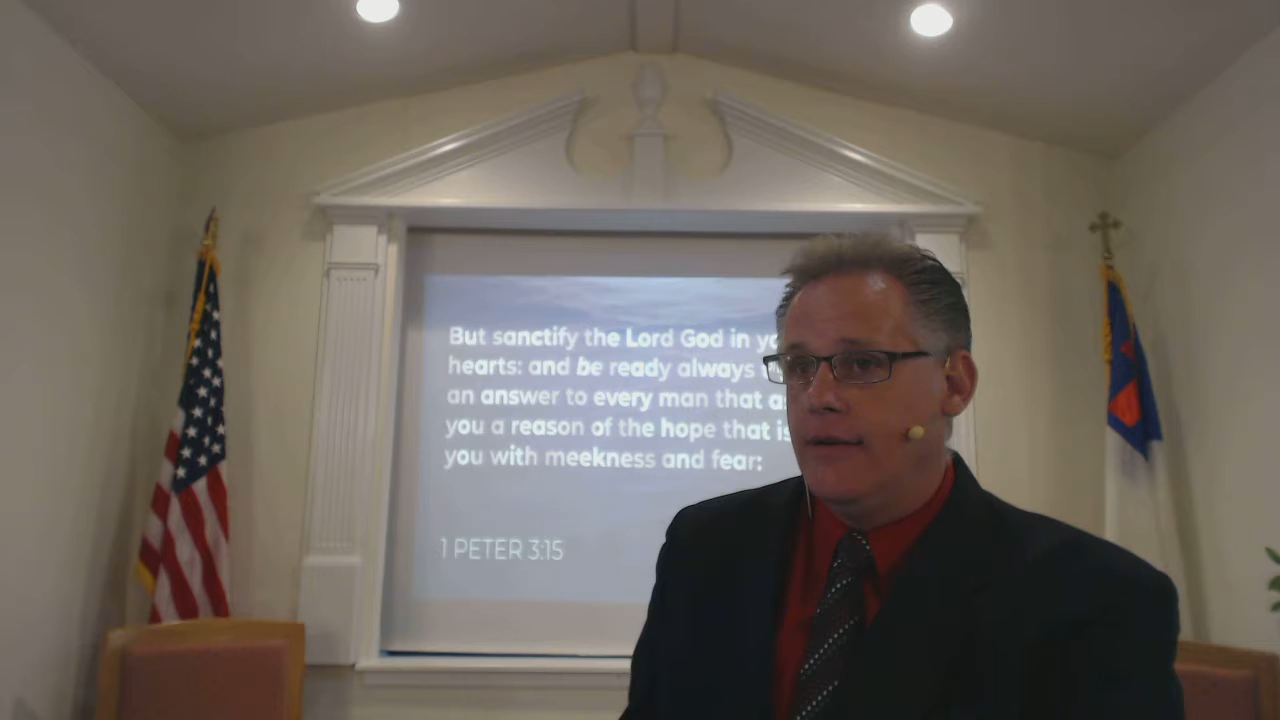 But sanctify the Lord God in
hearts: and be ready always
an answer to every man that
you a reason of the hope that is
you with meekness and fear:
1 PETER 3:15